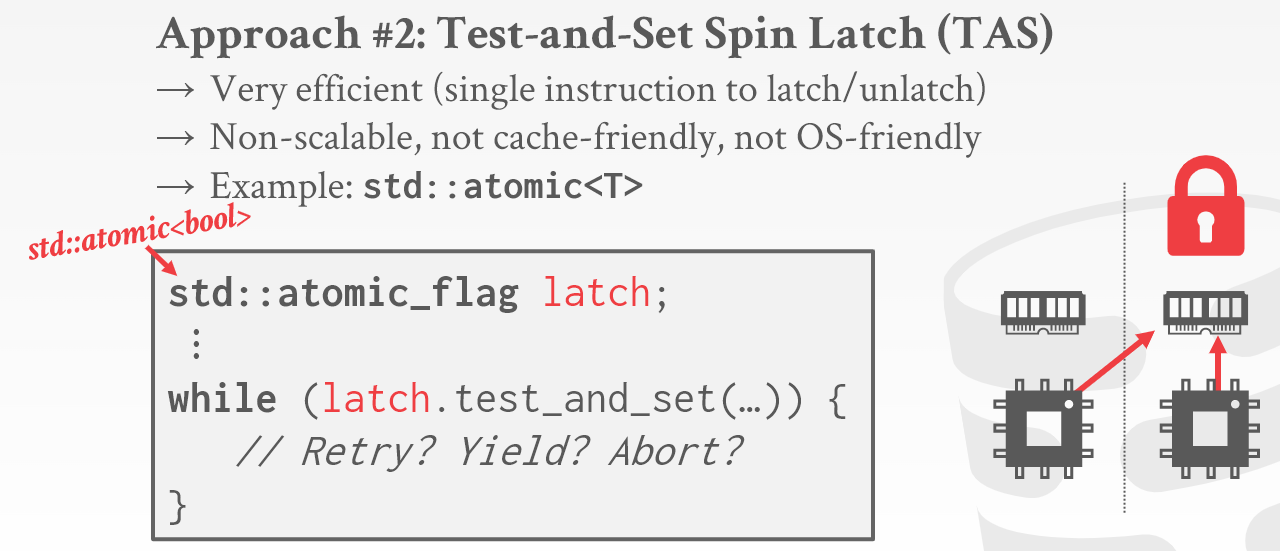 Approach #2: Test-and-Set Spin Latch (TAS)
→ Very efficient (single instruction to latch/unlatch)
→ Non-scalable, not cache-friendly, not OS-friendly
→ Example: std::atomic<T>
std::atomic<bool>
std::atomic_flag latch;
⋮
while (latch.test_and_set(…)) {
// Retry? Yield? Abort?
}